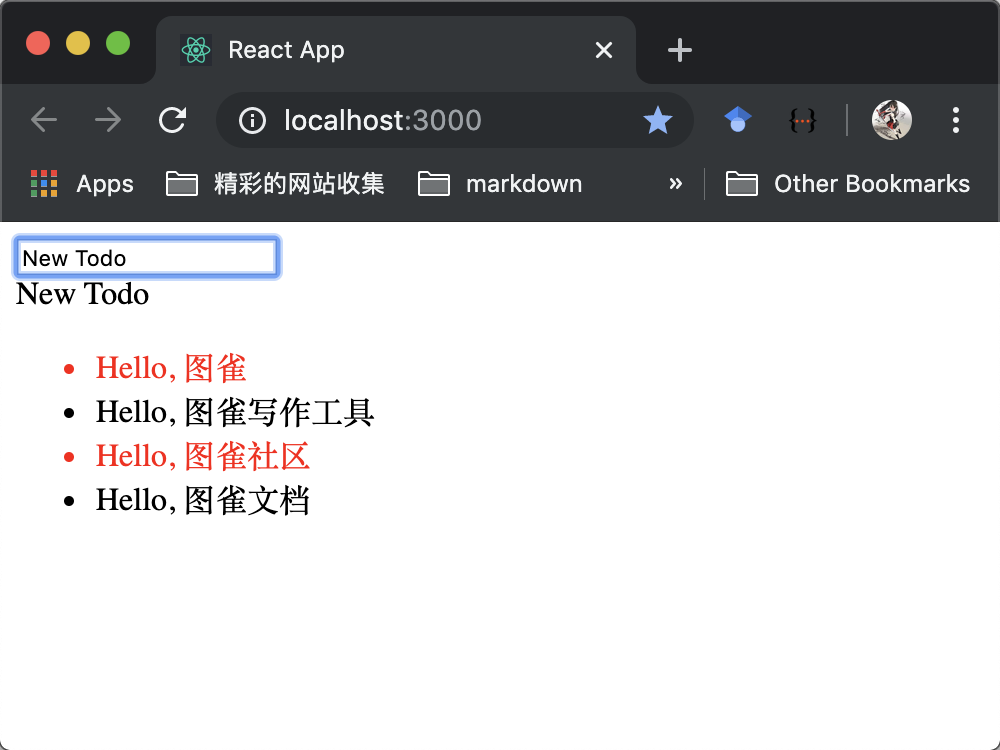 React App
localhost:3000
Apps 精彩的网站收集 markdown » Other Bookmarks
New Todo
New Todo
Hello, 图雀
Hello, 图雀写作工具
Hello, 图雀社区
Hello, 图雀文档